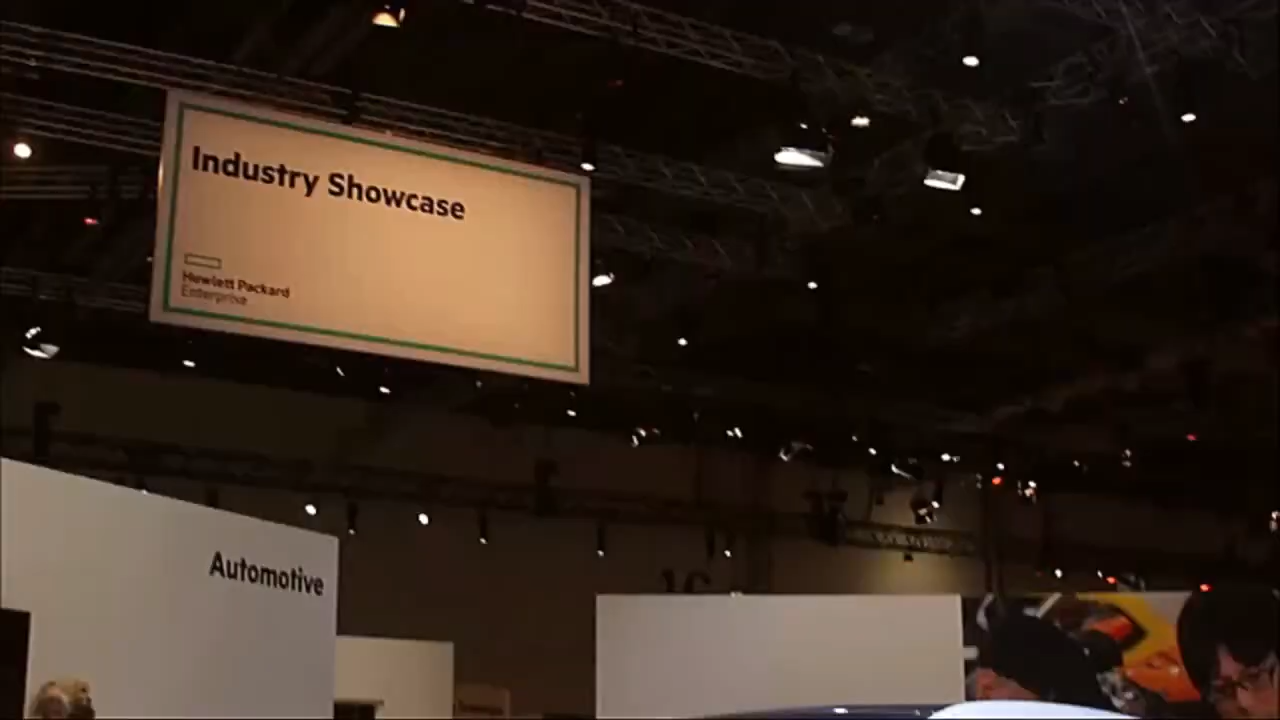 Industry Showcase
Hewlett Packard
Enterprise
Automotive